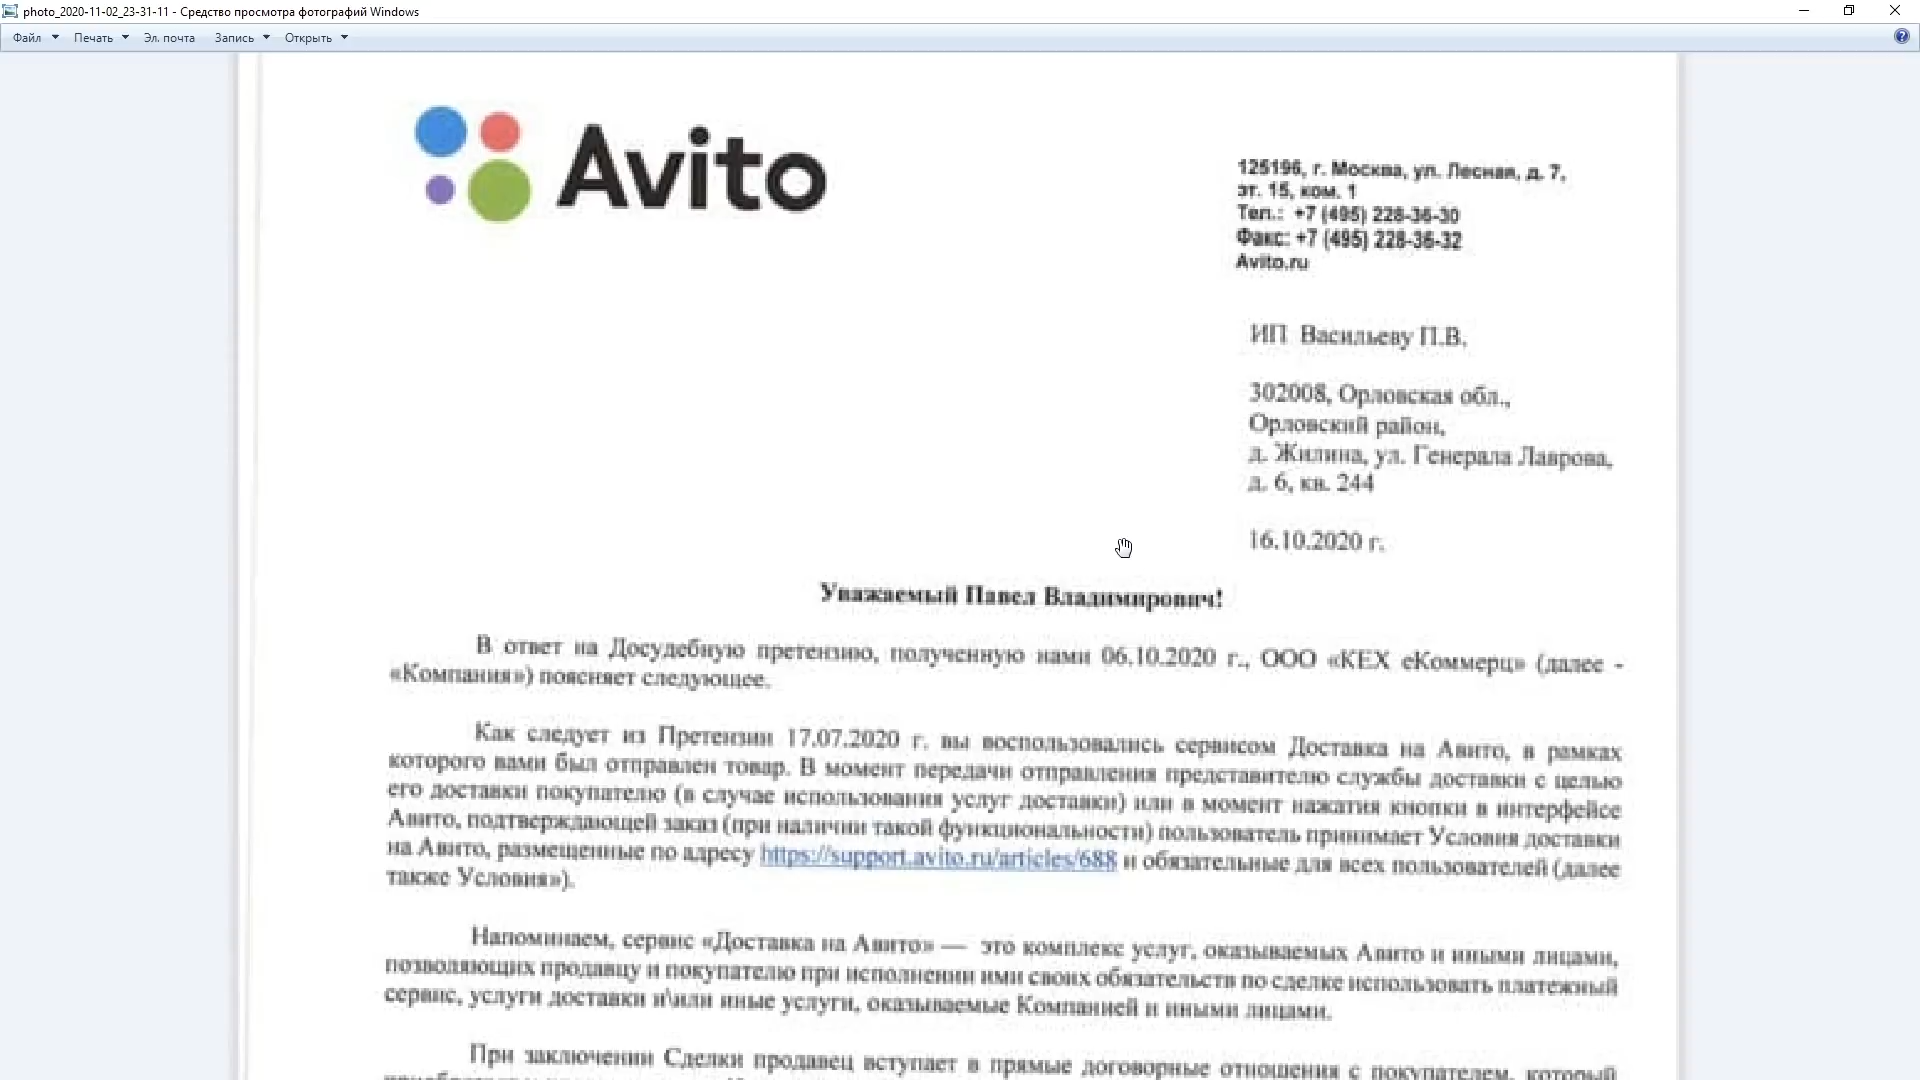 photo_2020-11-02_23-31-11 - Средство просмотра фотографий Windows
Файл Печать Эл. почта Запись Открыть
Avito
125196, г. Москва, ул. Лесная, д. 7,
эт. 15, ком. 1
Тел.: +7 (495) 228-36-30
Факс: +7 (495) 228-36-32
Avito.ru
ИП Васильеву П.В.
302008, Орловская обл.,
Орловский район,
д. Жилина, ул. Генерала Лаврова,
д. 6, кв. 244
16.10.2020 г.
Уважаемый Павел Владимирович!
В ответ на Досудебную претензию, полученную нами 06.10.2020 г., ООО «КЕХ еКоммерц» (далее -
«Компания») поясняет следующее.
Как следует из Претензии 17.07.2020 г. вы воспользовались сервисом Доставка на Авито, в рамках
которого вами был отправлен товар. В момент передачи отправления представителю службы доставки с целью
его доставки покупателю (в случае использования услуг доставки) или в момент нажатия кнопки в интерфейсе
Авито, подтверждающей заказ (при наличии такой функциональности) пользователь принимает Условия доставки
на Авито, размещенные по адресу https://support.avito.ru/articles/688 и обязательные для всех пользователей (далее
также Условия»).
Напоминаем, сервис «Доставка на Авито» — это комплекс услуг, оказываемых Авито и иными лицами,
позволяющих продавцу и покупателю при исполнении ими своих обязательств по сделке использовать платежный
сервис, услуги доставки и\или иные услуги, оказываемые Компанией и иными лицами.
При заключении Сделки продавец вступает в прямые договорные отношения с покупателем, который